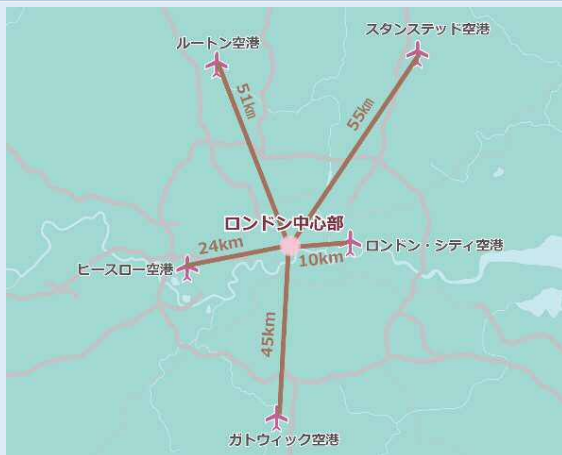 スタンステッド空港
ルートン空港
51km
55km
ロンドン中心部
24km
ロンドン・シティ空港
10km
ヒースロー空港
45km
ガトウィック空港